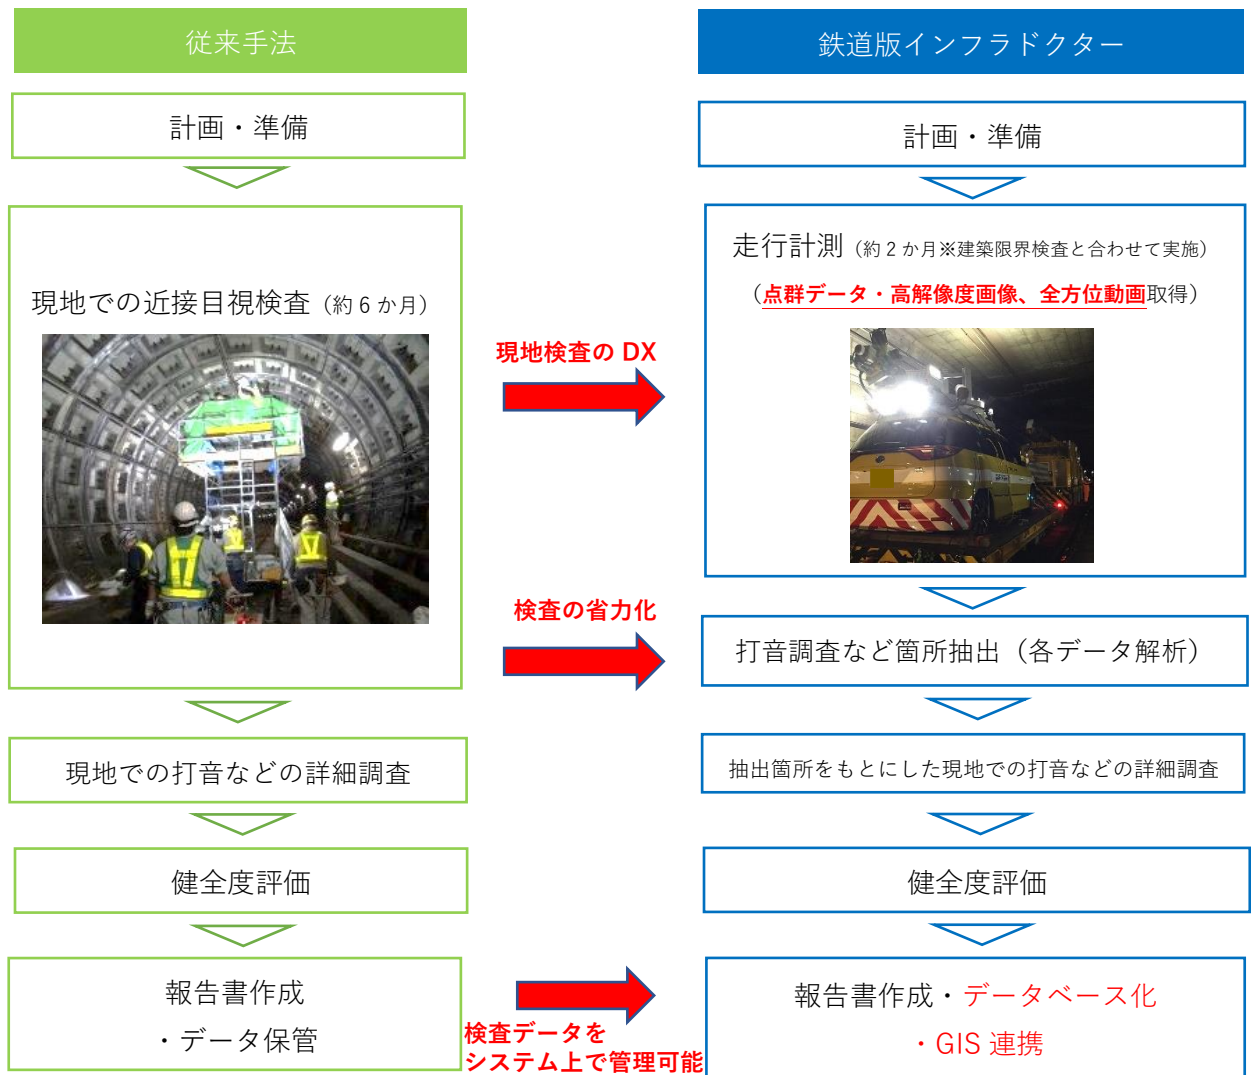 従来手法
計画・準備
現地での近接目視検査（約６か月）
現地での打音などの詳細調査
健全度評価
報告書作成
・データ保管
現地検査の DX
検査の省力化
検査データを
システム上で管理可能
鉄道版インフラドクター
計画・準備
走行計測（約２か月※建築限界検査と合わせて実施）
（点群データ・高解像度画像、全方位動画取得）
打音調査など箇所抽出（各データ解析）
抽出箇所をもとにした現地での打音などの詳細調査
健全度評価
報告書作成・データベース化
・GIS 連携